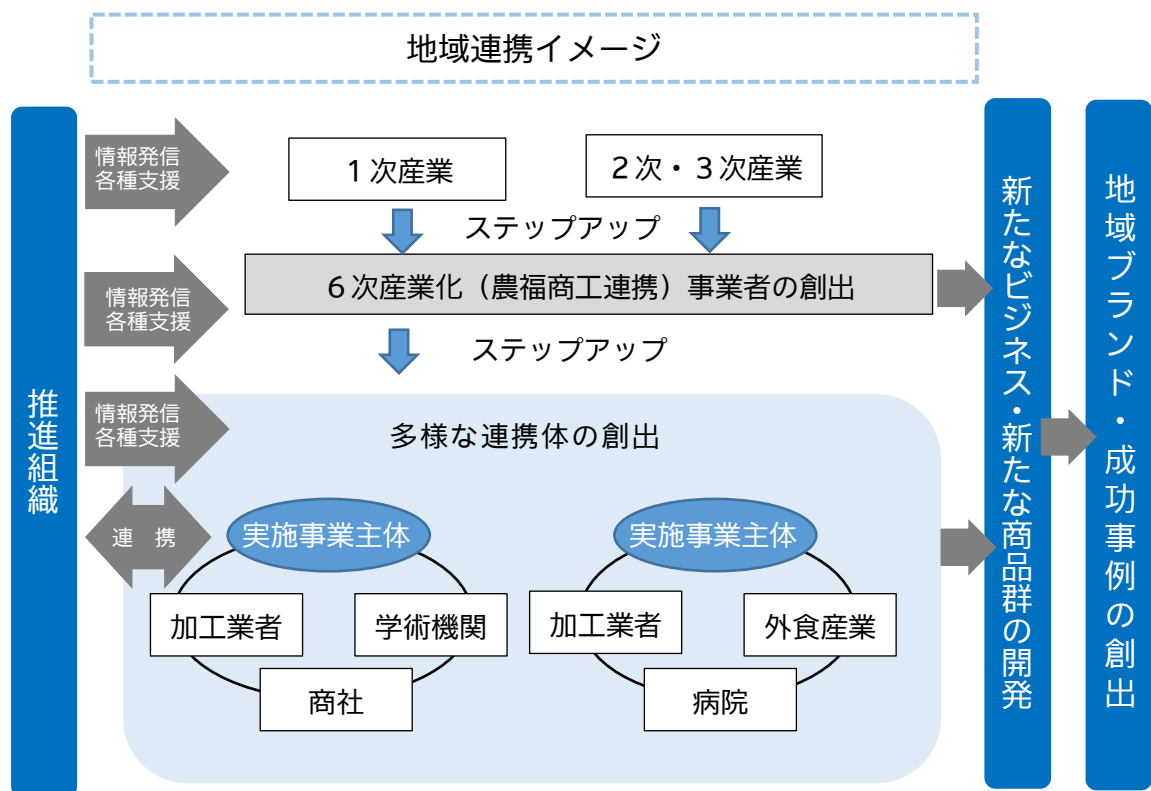 地域連携イメージ
推進組織
情報発信
各種支援
1次産業
2次・3次産業
ステップアップ
情報発信
各種支援
6次産業化（農福商工連携）事業者の創出
ステップアップ
情報発信
各種支援
多様な連携体の創出
連　携
実施事業主体
加工業者
学術機関
商社
実施事業主体
加工業者
外食産業
病院
新たなビジネス・新たな商品群の開発
地域ブランド・成功事例の創出